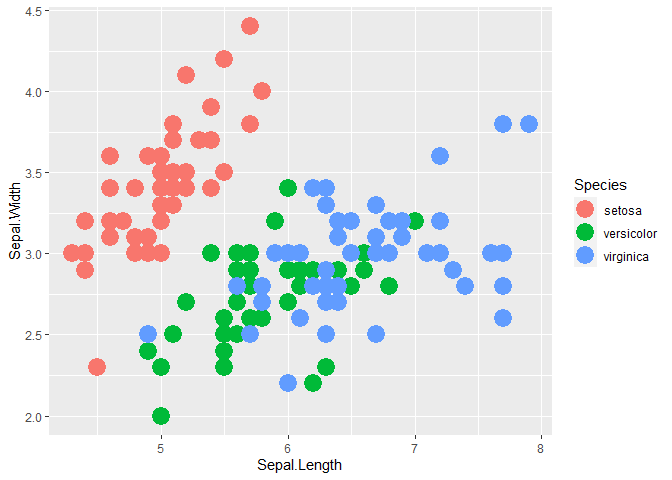 4.5
4.0
3.5
3.0
2.5
2.0
Sepal.Width
5 6 7 8
Sepal.Length
Species
setosa
versicolor
virginica